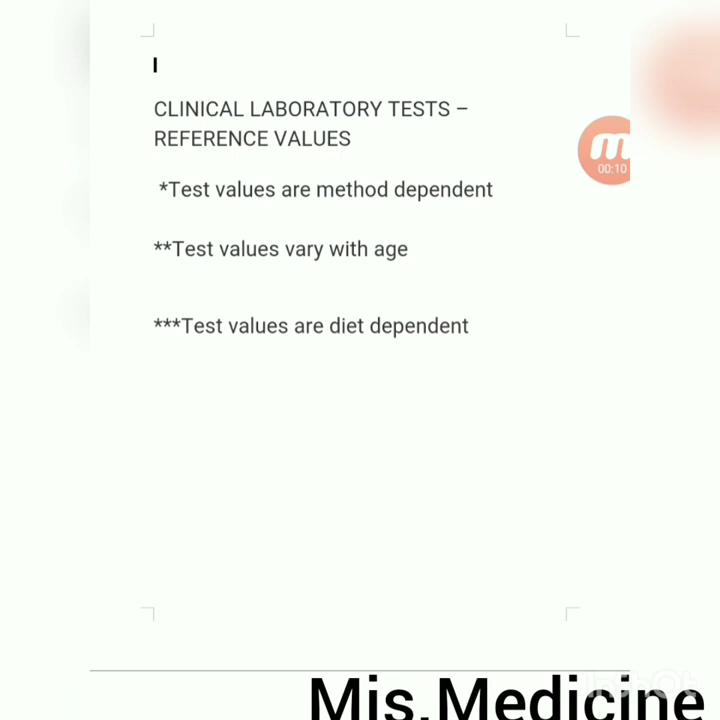 CLINICAL LABORATORY TESTS –
REFERENCE VALUES
*Test values are method dependent
**Test values vary with age
***Test values are diet dependent
m
00:10
InShOt
Mis.Medicine